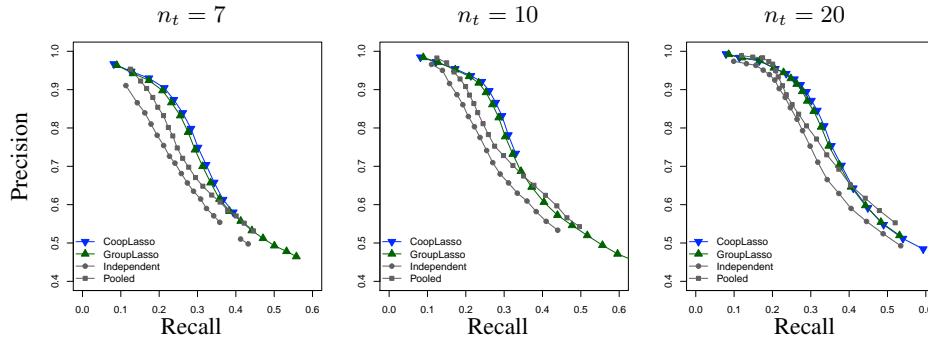 n_t = 7
n_t = 10
n_t = 20
Precision
1.0
0.9
0.8
0.7
0.6
0.5
0.4
CoopLasso
GroupLasso
Independent
Pooled
0.0 0.1 0.2 0.3 0.4 0.5 0.6
Recall
1.0
0.9
0.8
0.7
0.6
0.5
0.4
CoopLasso
GroupLasso
Independent
Pooled
0.0 0.1 0.2 0.3 0.4 0.5 0.6
Recall
1.0
0.9
0.8
0.7
0.6
0.5
0.4
CoopLasso
GroupLasso
Independent
Pooled
0.0 0.1 0.2 0.3 0.4 0.5 0.6
Recall